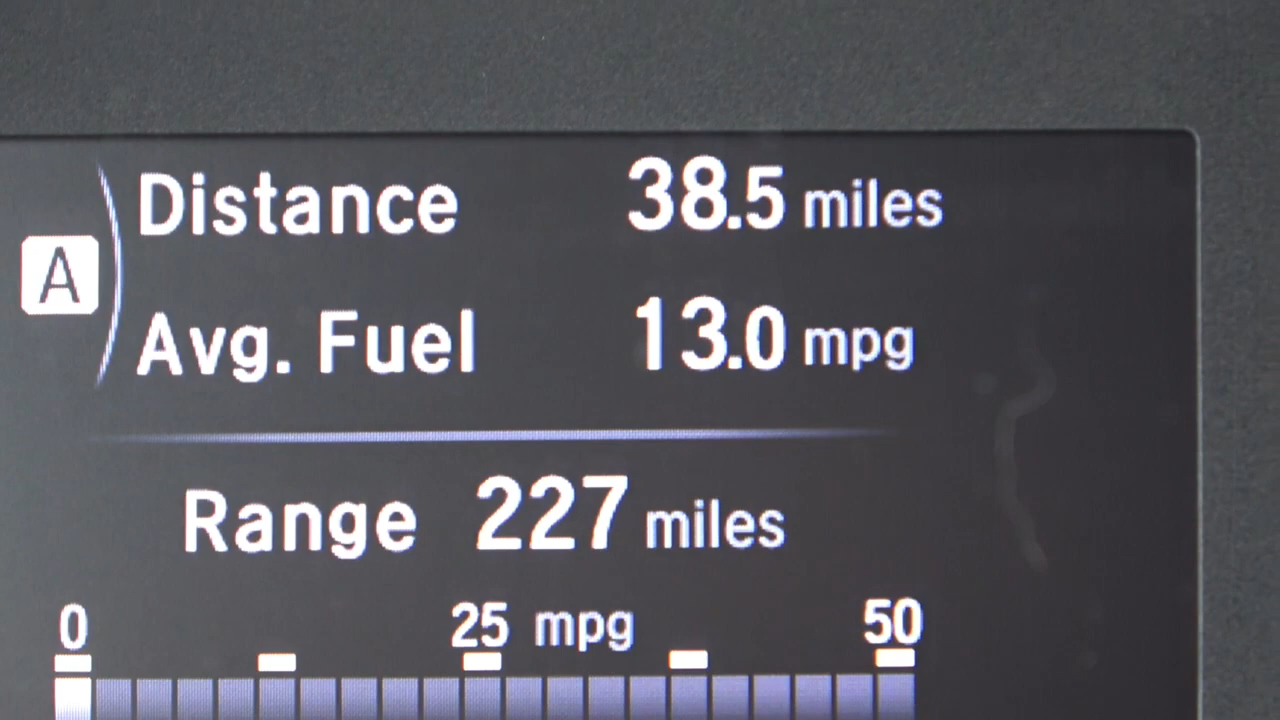 Distance 38.5 miles
A
Avg. Fuel 13.0 mpg
Range 227 miles
0 25 mpg 50